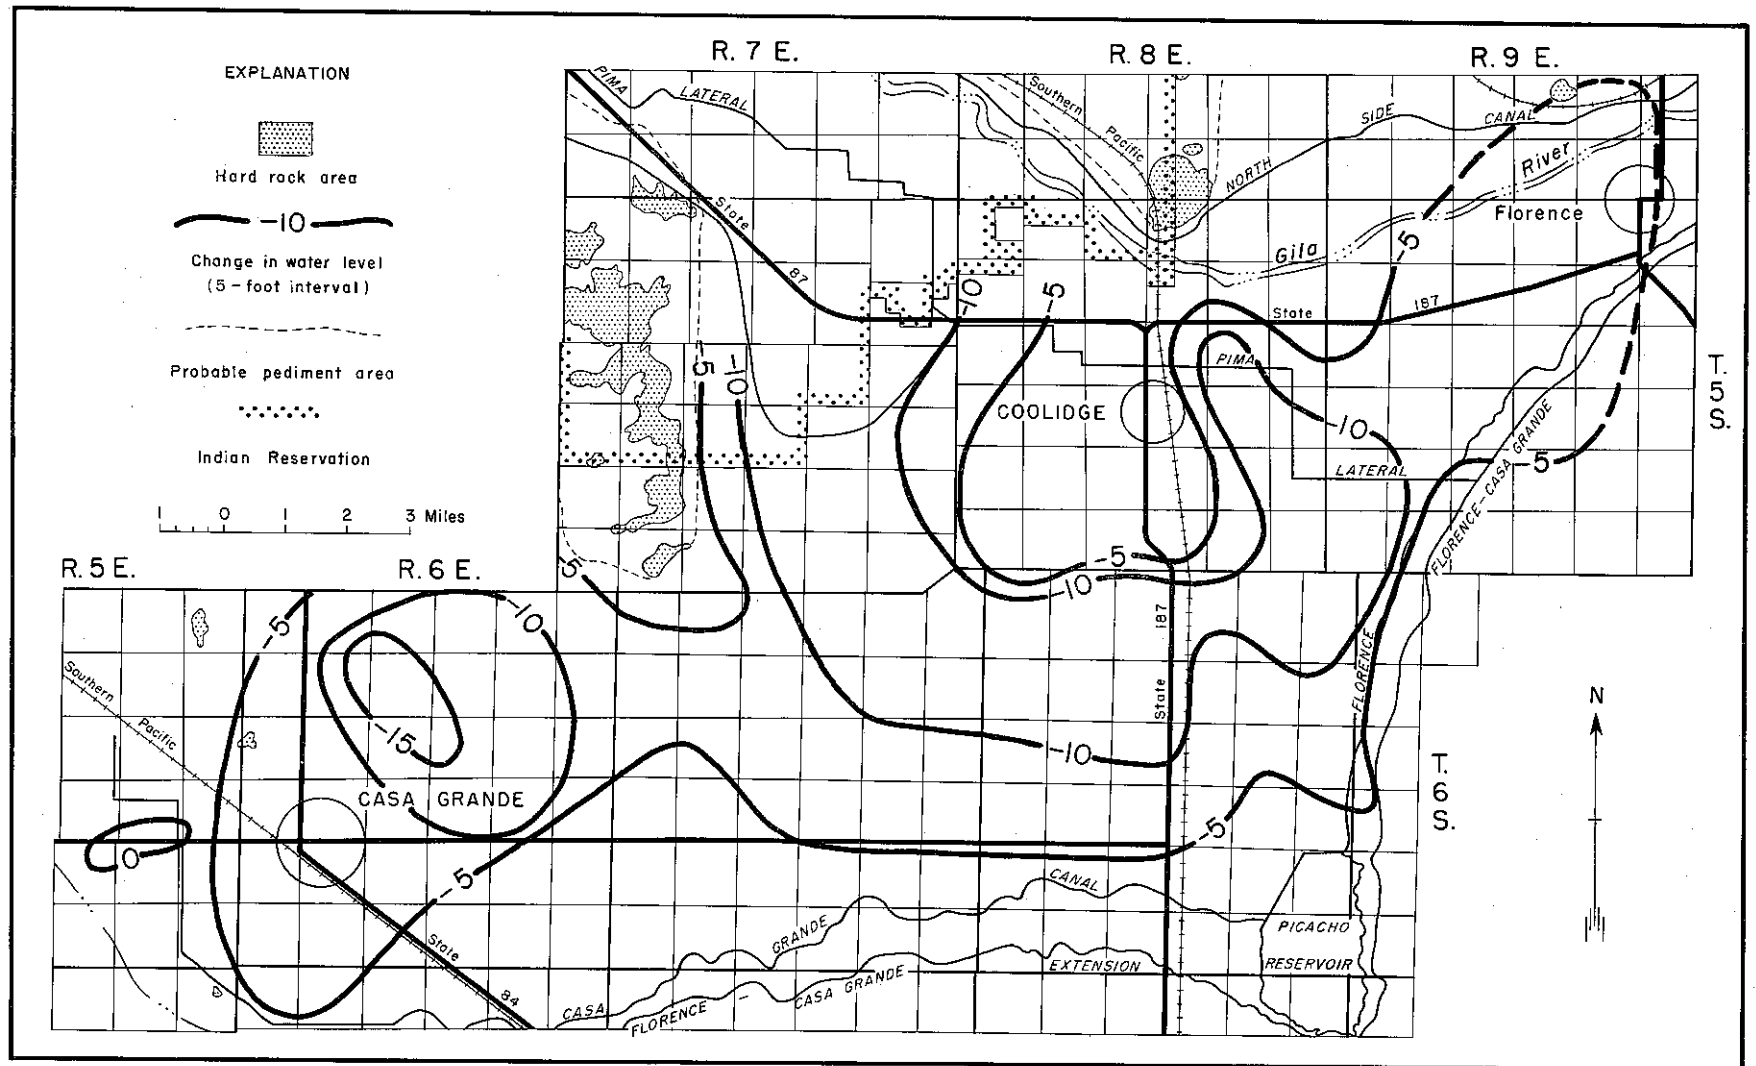 EXPLANATION
Hard rock area
-10
Change in water level
(5-foot interval)
Probable pediment area
Indian Reservation
1 0 1 2 3 Miles
R. 7 E.
R. 8 E.
R. 9 E.
PIMA
LATERAL
Southern
Pacific
SIDE
CANAL
NORTH
River
Florence
Gila
State
87
-10
-5
-5
State
187
T.
5
S.
-5
-10
PIMA
COOLIDGE
-10
LATERAL
-5
FLORENCE-CASA GRANDE
-5
-10
-5
R. 5 E.
R. 6 E.
-5
-10
187
State
FLORENCE
Southern
Pacific
-15
-10
N
CASA GRANDE
T.
6
S.
-5
0
-5
CANAL
GRANDE
PICACHO
RESERVOIR
State
84
CASA
FLORENCE - CASA GRANDE
EXTENSION